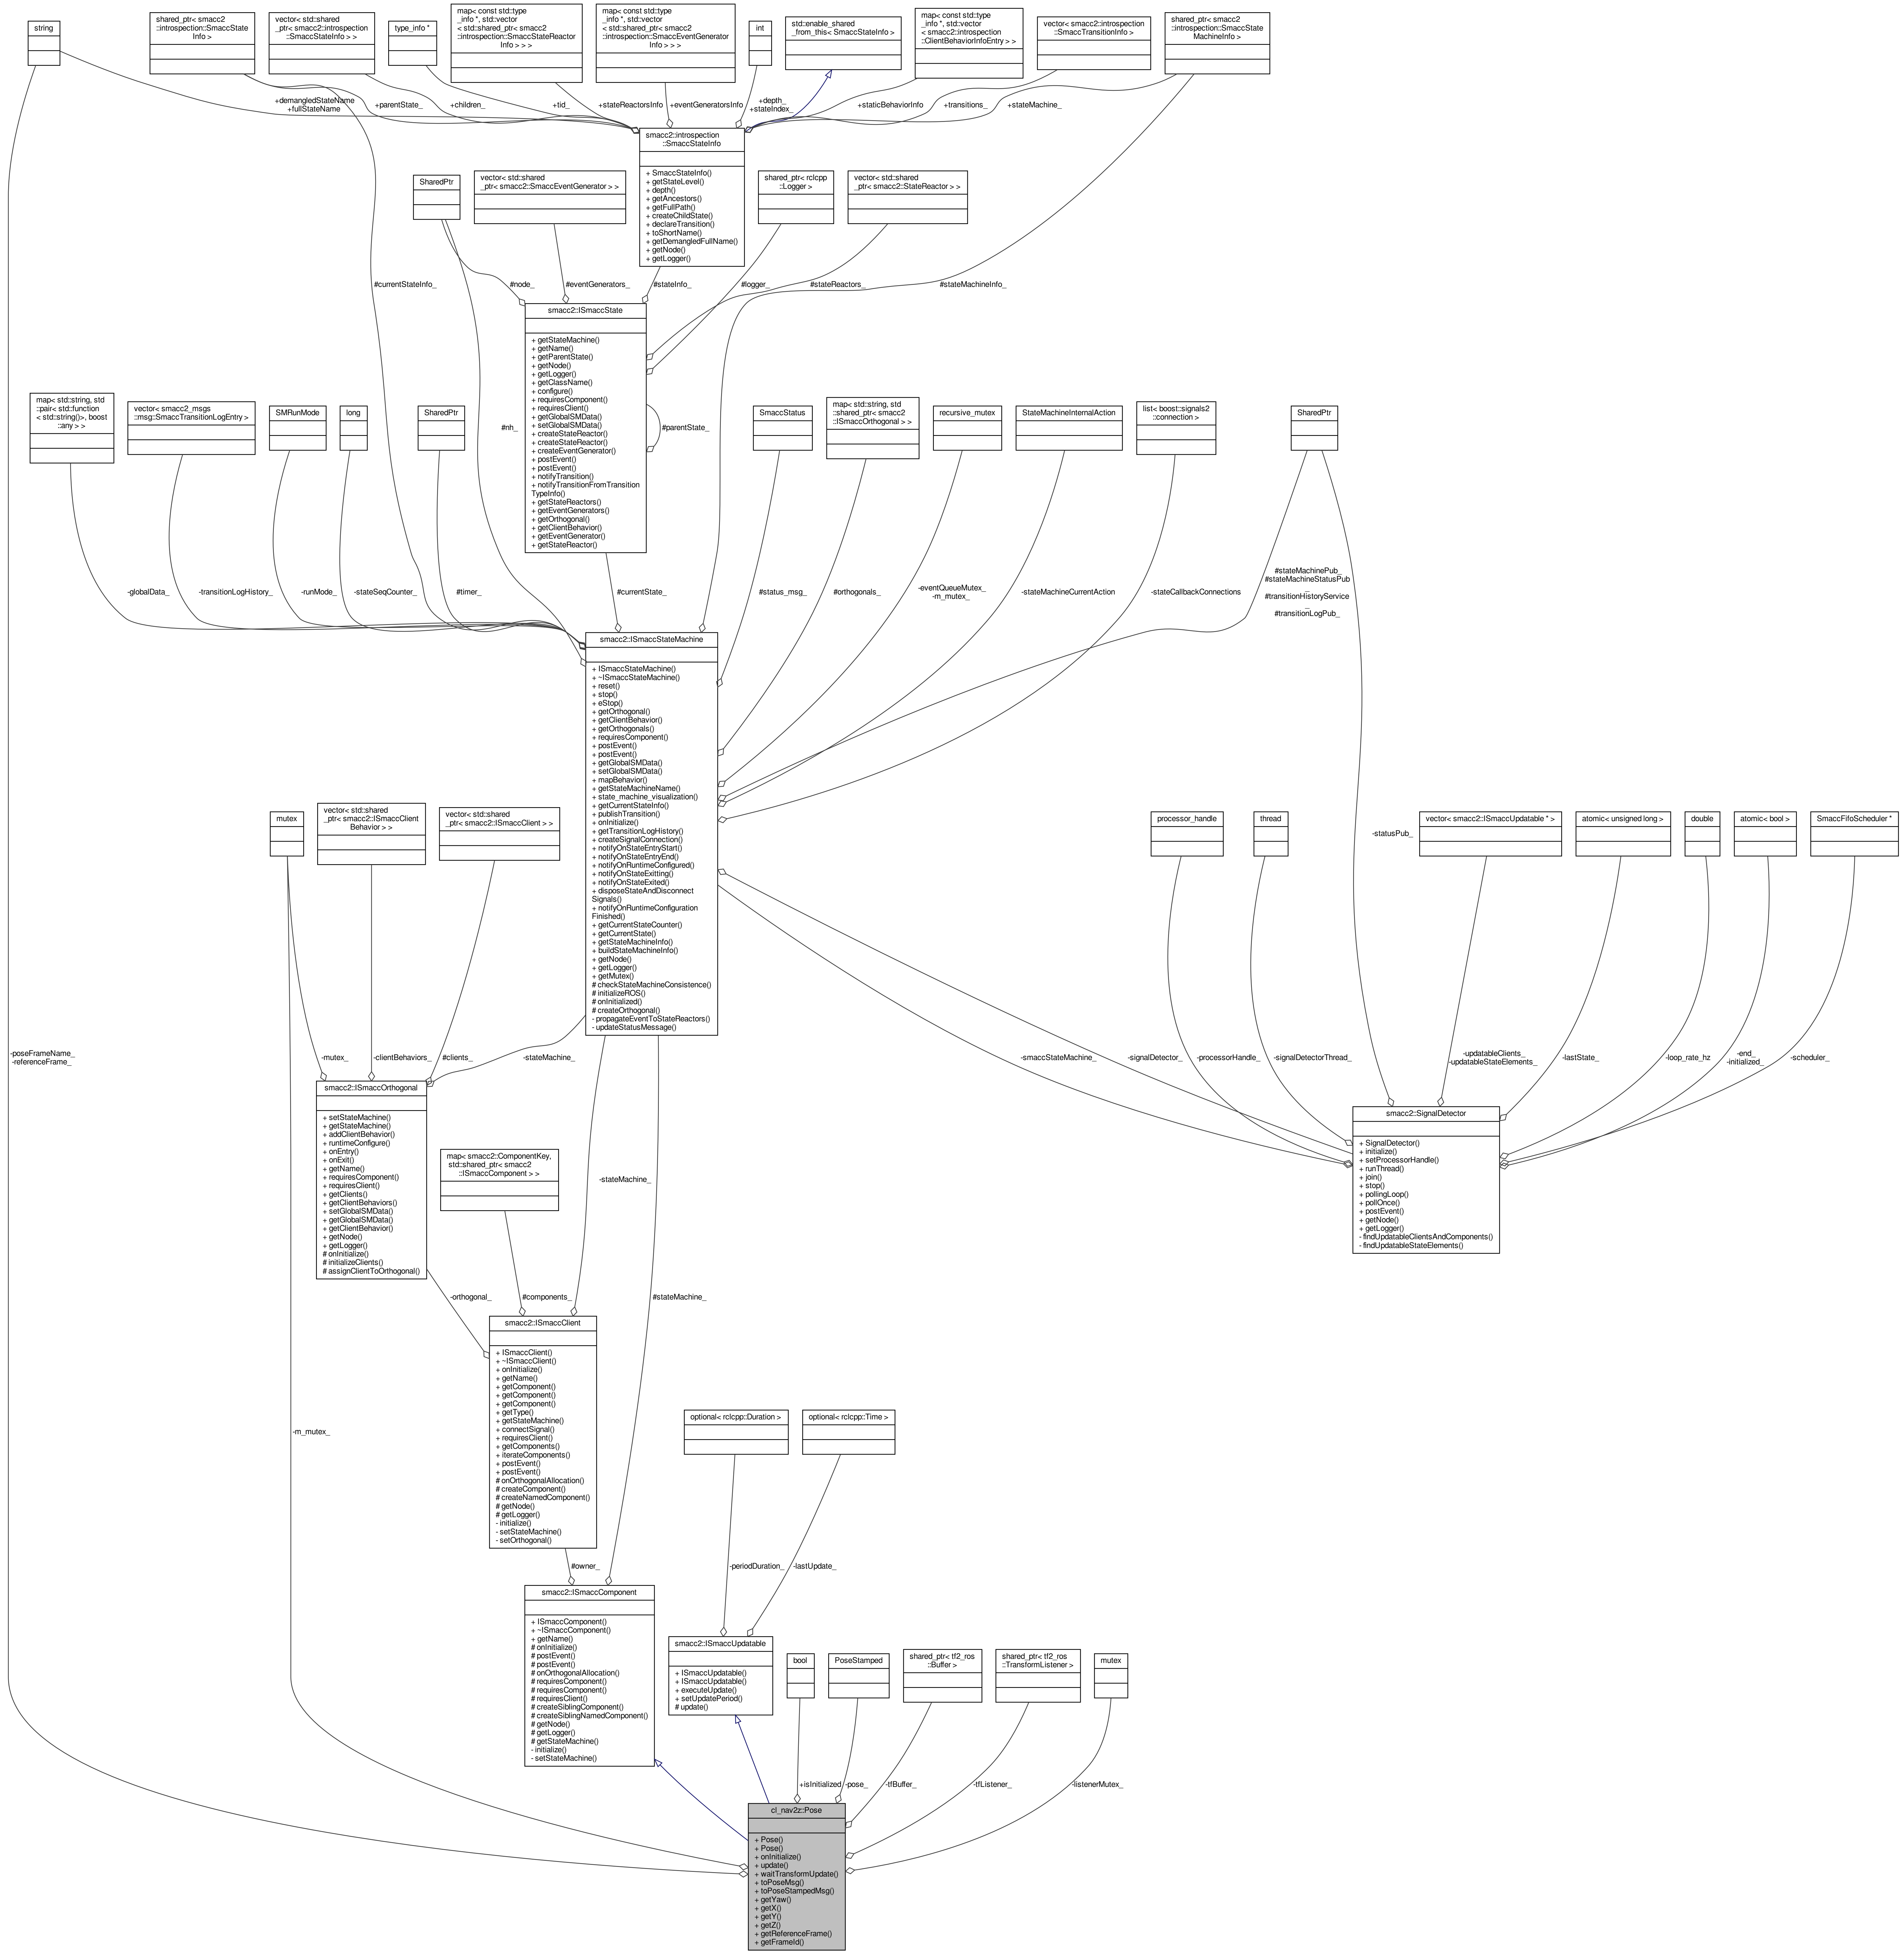 string
shared_ptr< smacc2
::introspection::SmaccState
Info >
vector< std::shared
_ptr< smacc2::introspection
::SmaccStateInfo > >
type_info *
map< const std::type
_info *, std::vector
< std::shared_ptr< smacc2
::introspection::SmaccStateReactor
Info > > >
map< const std::type
_info *, std::vector
< std::shared_ptr< smacc2
::introspection::SmaccEventGenerator
Info > > >
int
std::enable_shared
_from_this< SmaccStateInfo >
map< const std::type
_info *, std::vector
< smacc2::introspection
::ClientBehaviorInfoEntry > >
vector< smacc2::introspection
::SmaccTransitionInfo >
shared_ptr< smacc2
::introspection::SmaccState
MachineInfo >
+demangledStateName
+fullStateName
+parentState_
+children_
+tid_
+stateReactorsInfo
+eventGeneratorsInfo
+depth_
+stateIndex_
+staticBehaviorInfo
+transitions_
+stateMachine_
smacc2::introspection
::SmaccStateInfo
+ SmaccStateInfo()
+ getStateLevel()
+ depth()
+ getAncestors()
+ getFullPath()
+ createChildState()
+ declareTransition()
+ toShortName()
+ getDemangledFullName()
+ getNode()
+ getLogger()
SharedPtr
vector< std::shared
_ptr< smacc2::SmaccEventGenerator > >
shared_ptr< rclcpp
::Logger >
vector< std::shared
_ptr< smacc2::StateReactor > >
#currentStateInfo_
#node_
#eventGenerators_
#stateInfo_
#logger_
#stateReactors_
#stateMachineInfo_
smacc2::ISmaccState
+ getStateMachine()
+ getName()
+ getParentState()
+ getNode()
+ getLogger()
+ getClassName()
+ configure()
+ requiresComponent()
+ requiresClient()
+ getGlobalSMData()
+ setGlobalSMData()
+ createStateReactor()
+ createStateReactor()
+ createEventGenerator()
+ postEvent()
+ postEvent()
+ notifyTransition()
+ notifyTransitionFromTransition
TypeInfo()
+ getStateReactors()
+ getEventGenerators()
+ getOrthogonal()
+ getClientBehavior()
+ getEventGenerator()
+ getStateReactor()
#parentState_
#nh_
map< std::string, std
::pair< std::function
< std::string()>, boost
::any > >
vector< smacc2_msgs
::msg::SmaccTransitionLogEntry >
SMRunMode
long
SharedPtr
SmaccStatus
map< std::string, std
::shared_ptr< smacc2
::ISmaccOrthogonal > >
recursive_mutex
StateMachineInternalAction
list< boost::signals2
::connection >
SharedPtr
-globalData_
-transitionLogHistory_
-runMode_
-stateSeqCounter_
#timer_
#currentState_
#status_msg_
#orthogonals_
-eventQueueMutex_
-m_mutex_
-stateMachineCurrentAction
-stateCallbackConnections
#stateMachinePub_
#stateMachineStatusPub
_
#transitionHistoryService
_
#transitionLogPub_
smacc2::ISmaccStateMachine
+ ISmaccStateMachine()
+ ~ISmaccStateMachine()
+ reset()
+ stop()
+ eStop()
+ getOrthogonal()
+ getClientBehavior()
+ getOrthogonals()
+ requiresComponent()
+ postEvent()
+ postEvent()
+ getGlobalSMData()
+ setGlobalSMData()
+ mapBehavior()
+ getStateMachineName()
+ state_machine_visualization()
+ getCurrentStateInfo()
+ publishTransition()
+ onInitialize()
+ getTransitionLogHistory()
+ createSignalConnection()
+ notifyOnStateEntryStart()
+ notifyOnStateEntryEnd()
+ notifyOnRuntimeConfigured()
+ notifyOnStateExitting()
+ notifyOnStateExited()
+ disposeStateAndDisconnect
Signals()
+ notifyOnRuntimeConfiguration
Finished()
+ getCurrentStateCounter()
+ getCurrentState()
+ getStateMachineInfo()
+ buildStateMachineInfo()
+ getNode()
+ getLogger()
+ getMutex()
# checkStateMachineConsistence()
# initializeROS()
# onInitialized()
# createOrthogonal()
- propagateEventToStateReactors()
- updateStatusMessage()
mutex
vector< std::shared
_ptr< smacc2::ISmaccClient
Behavior > >
vector< std::shared
_ptr< smacc2::ISmaccClient > >
processor_handle
thread
vector< smacc2::ISmaccUpdatable * >
atomic< unsigned long >
double
atomic< bool >
SmaccFifoScheduler *
-statusPub_
-poseFrameName_
-referenceFrame_
-mutex_
-clientBehaviors_
#clients_
-stateMachine_
-smaccStateMachine_
-signalDetector_
-processorHandle_
-signalDetectorThread_
-updatableClients_
-updatableStateElements_
-lastState_
-loop_rate_hz
-end_
-initialized_
-scheduler_
smacc2::ISmaccOrthogonal
+ setStateMachine()
+ getStateMachine()
+ addClientBehavior()
+ runtimeConfigure()
+ onEntry()
+ onExit()
+ getName()
+ requiresComponent()
+ requiresClient()
+ getClients()
+ getClientBehaviors()
+ setGlobalSMData()
+ getGlobalSMData()
+ getClientBehavior()
+ getNode()
+ getLogger()
# onInitialize()
# initializeClients()
# assignClientToOrthogonal()
smacc2::SignalDetector
+ SignalDetector()
+ initialize()
+ setProcessorHandle()
+ runThread()
+ join()
+ stop()
+ pollingLoop()
+ pollOnce()
+ postEvent()
+ getNode()
+ getLogger()
- findUpdatableClientsAndComponents()
- findUpdatableStateElements()
map< smacc2::ComponentKey,
std::shared_ptr< smacc2
::ISmaccComponent > >
-stateMachine_
-orthogonal_
#components_
#stateMachine_
smacc2::ISmaccClient
+ ISmaccClient()
+ ~ISmaccClient()
+ onInitialize()
+ getName()
+ getComponent()
+ getComponent()
+ getComponent()
+ getType()
+ getStateMachine()
+ connectSignal()
+ requiresClient()
+ getComponents()
+ iterateComponents()
+ postEvent()
+ postEvent()
# onOrthogonalAllocation()
# createComponent()
# createNamedComponent()
# getNode()
# getLogger()
- initialize()
- setStateMachine()
- setOrthogonal()
-m_mutex_
optional< rclcpp::Duration >
optional< rclcpp::Time >
#owner_
-periodDuration_
-lastUpdate_
smacc2::ISmaccComponent
+ ISmaccComponent()
+ ~ISmaccComponent()
+ getName()
# onInitialize()
# postEvent()
# postEvent()
# onOrthogonalAllocation()
# requiresComponent()
# requiresComponent()
# requiresClient()
# createSiblingComponent()
# createSiblingNamedComponent()
# getNode()
# getLogger()
# getStateMachine()
- initialize()
- setStateMachine()
smacc2::ISmaccUpdatable
+ ISmaccUpdatable()
+ ISmaccUpdatable()
+ executeUpdate()
+ setUpdatePeriod()
# update()
bool
PoseStamped
shared_ptr< tf2_ros
::Buffer >
shared_ptr< tf2_ros
::TransformListener >
mutex
+isInitialized
-pose_
-tfBuffer_
-tfListener_
-listenerMutex_
cl_nav2z::Pose
+ Pose()
+ Pose()
+ onInitialize()
+ update()
+ waitTransformUpdate()
+ toPoseMsg()
+ toPoseStampedMsg()
+ getYaw()
+ getX()
+ getY()
+ getZ()
+ getReferenceFrame()
+ getFrameId()